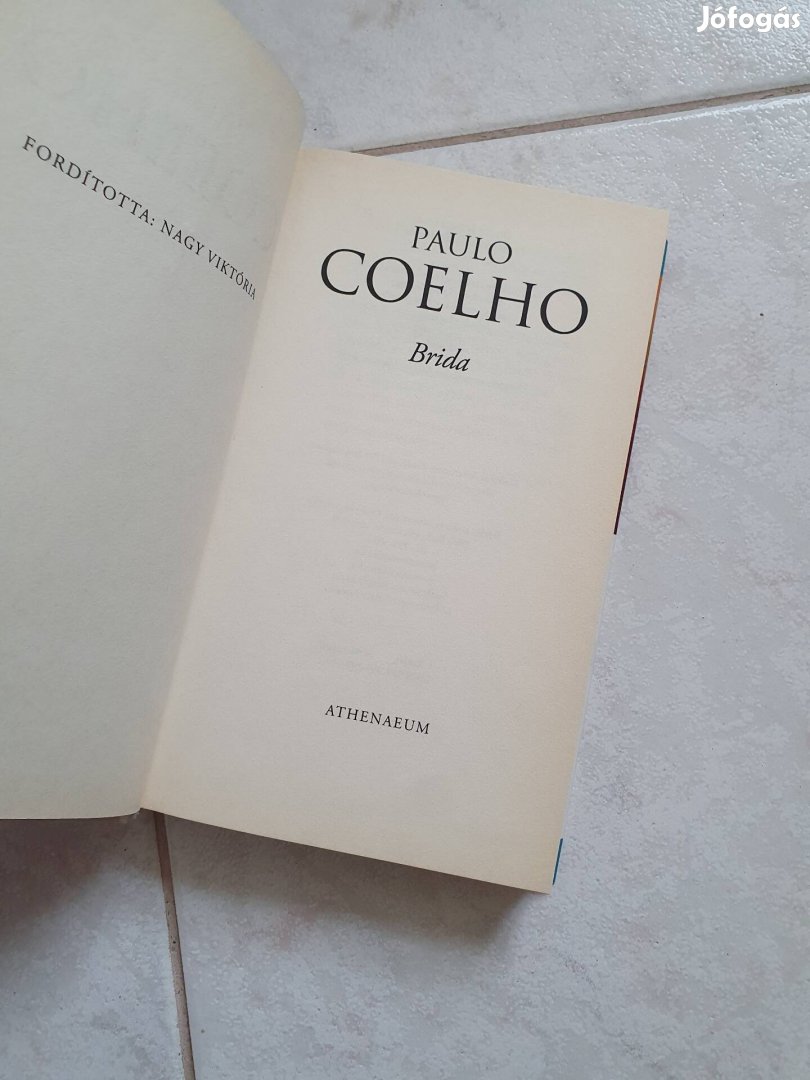 Jófogás
FORDÍTOTTA: NAGY VIKTÓRIA
PAULO
COELHO
Brida
ATHENAEUM